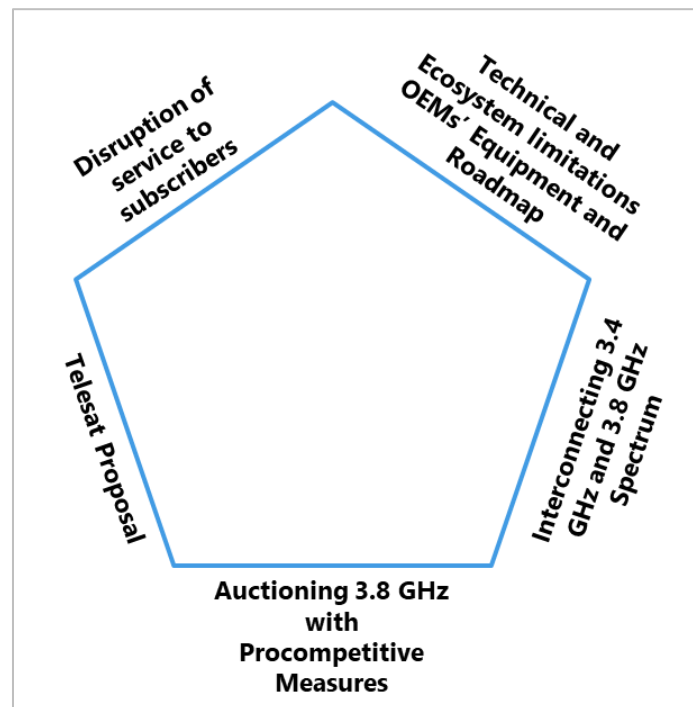 Disruption of
service to
subscribers
Technical and
Ecosystem limitations
OEMs’ Equipment and
Roadmap
Telesat Proposal
Interconnecting 3.4
GHz and 3.8 GHz
Spectrum
Auctioning 3.8 GHz
with
Procompetitive
Measures